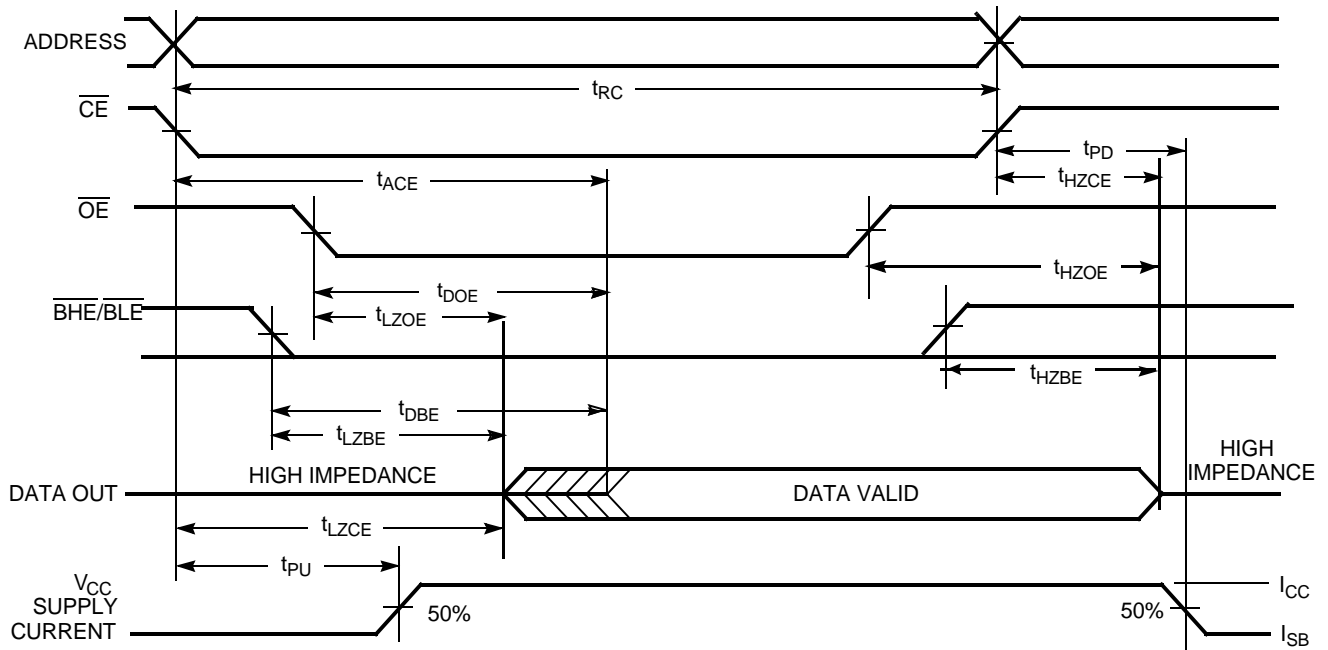 ADDRESS
tRC
CE
tPD
tACE
tHZCE
OE
tHZOE
tDOE
BHE/BLE
tLZOE
tHZBE
tDBE
tLZBE
HIGH IMPEDANCE
HIGH
IMPEDANCE
DATA OUT
DATA VALID
tLZCE
tPU
VCC
SUPPLY
CURRENT
50%
50%
ICC
ISB